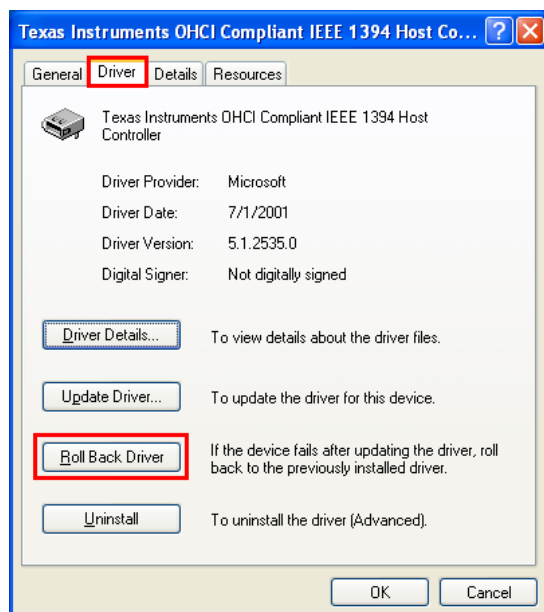 Texas Instruments OHCI Compliant IEEE 1394 Host Co...
General Driver Details Resources
Texas Instruments OHCI Compliant IEEE 1394 Host
Controller
Driver Provider: Microsoft
Driver Date: 7/1/2001
Driver Version: 5.1.2535.0
Digital Signer: Not digitally signed
Driver Details... To view details about the driver files.
Update Driver... To update the driver for this device.
Roll Back Driver If the device fails after updating the driver, roll
back to the previously installed driver.
Uninstall To uninstall the driver (Advanced).
OK Cancel